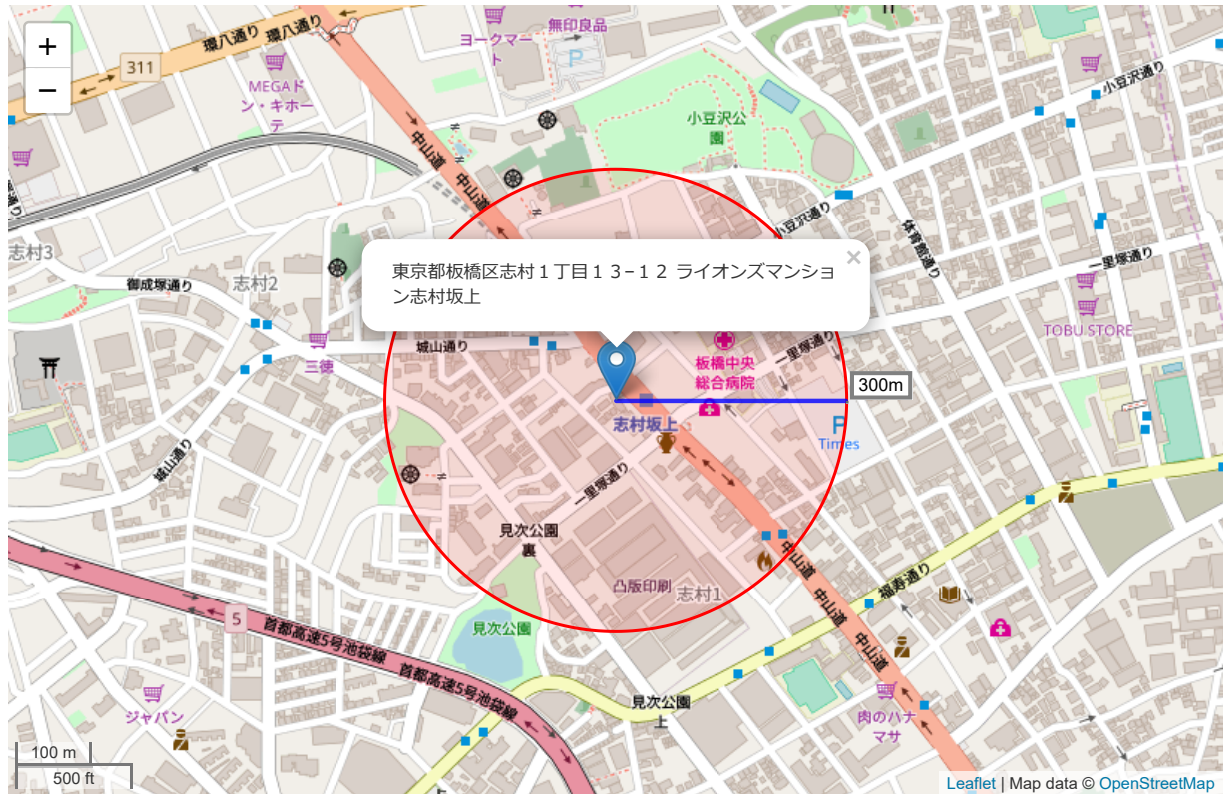 +
−
311
環八通り
環八通り
ヨークマー
ト
無印良品
P
MEGAド
ン・キホー
テ
小豆沢公
園
小豆沢通り
中山道
中山道
小豆沢通り
体育館通り
一里塚通り
志村3
御成塚通り
志村2
東京都板橋区志村１丁目１３−１２ ライオンズマンショ
ン志村坂上
×
TOBU STORE
三徳
城山通り
板橋中央
総合病院
一里塚通り
300m
志村坂上
P
Times
城山通り
一里塚通り
見次公園
裏
中山道
凸版印刷
志村1
福寿通り
中山道
中山道
5
首都高速5号池袋線
首都高速5号池袋線
見次公園
見次公園
上
肉のハナ
マサ
ジャパン
100 m
500 ft
上
Leaflet | Map data © OpenStreetMap